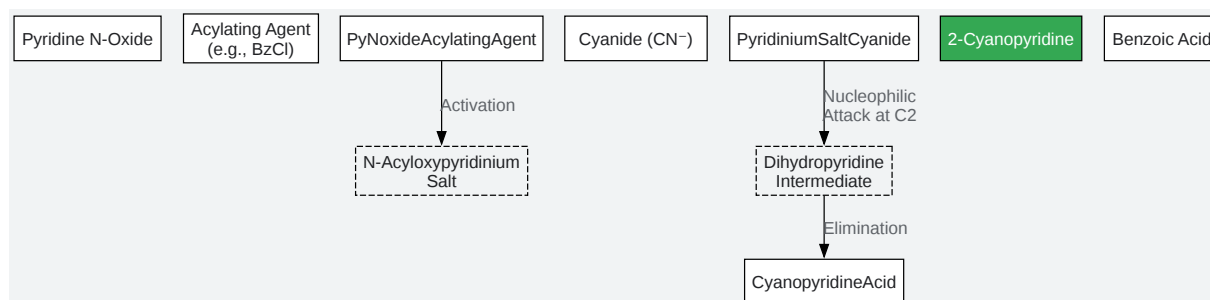 Pyridine N-Oxide
Acylating Agent
(e.g., BzCl)
PyNoxideAcylatingAgent
Cyanide (CN⁻)
PyridiniumSaltCyanide
2-Cyanopyridine
Benzoic Acid
Activation
Nucleophilic
Attack at C2
N-Acyloxypyridinium
Salt
Dihydropyridine
Intermediate
Elimination
CyanopyridineAcid